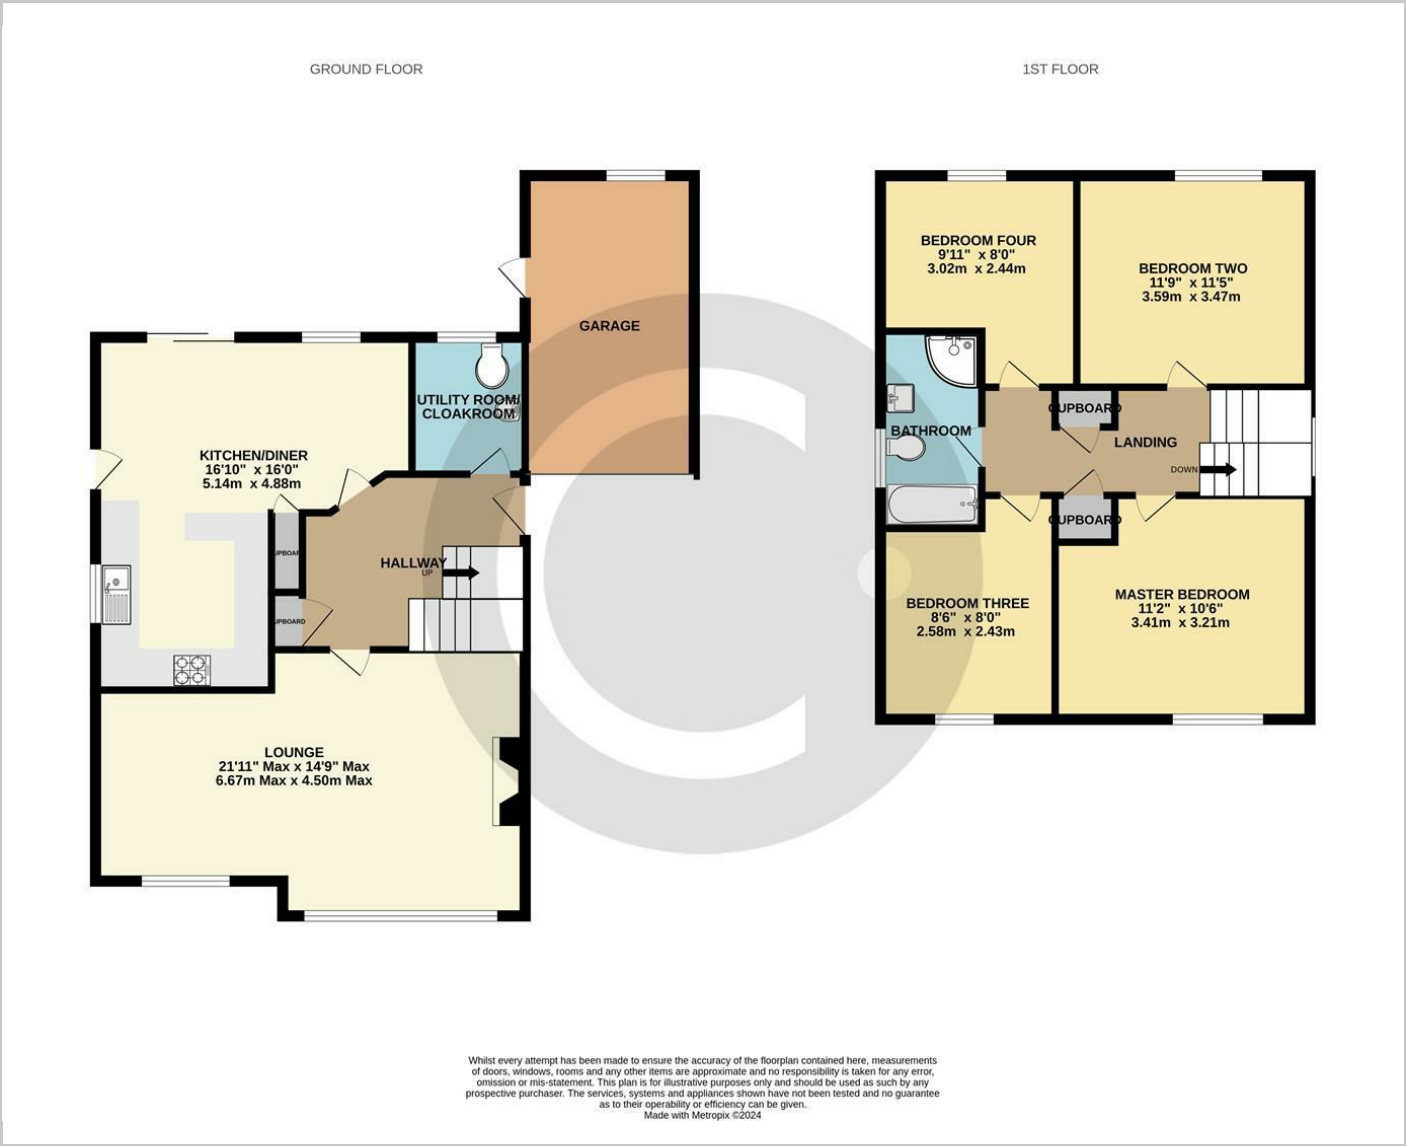 GROUND FLOOR
1ST FLOOR
GARAGE
UTILITY ROOM/
CLOAKROOM
KITCHEN/DINER
16'10" x 16'0"
5.14m x 4.88m
HALLWAY
UP
UPBOAR
UPBOARD
LOUNGE
21'11" Max x 14'9" Max
6.67m Max x 4.50m Max
BEDROOM FOUR
9'11" x 8'0"
3.02m x 2.44m
BEDROOM TWO
11'9" x 11'5"
3.59m x 3.47m
CUPBOARD
BATHROOM
LANDING
DOWN
CUPBOARD
BEDROOM THREE
8'6" x 8'0"
2.58m x 2.43m
MASTER BEDROOM
11'2" x 10'6"
3.41m x 3.21m
Whilst every attempt has been made to ensure the accuracy of the floorplan contained here, measurements
of doors, windows, rooms and any other items are approximate and no responsibility is taken for any error,
omission or mis-statement. This plan is for illustrative purposes only and should be used as such by any
prospective purchaser. The services, systems and appliances shown have not been tested and no guarantee
as to their operability or efficiency can be given.
Made with Metropix ©2024